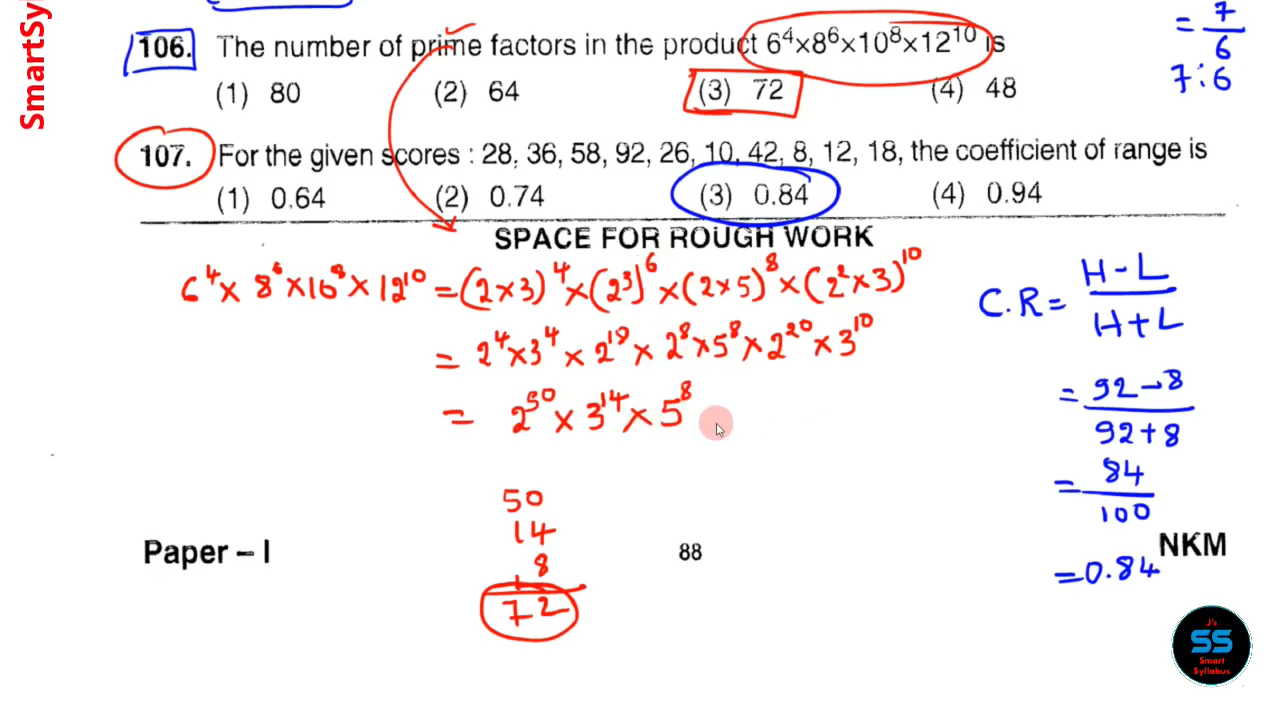 SmartSy
= 7/6
7:6
106. The number of prime factors in the product 6⁴×8⁶×10⁸×12¹⁰ is
(1) 80 (2) 64 (3) 72 (4) 48
107. For the given scores : 28, 36, 58, 92, 26, 10, 42, 8, 12, 18, the coefficient of range is
(1) 0.64 (2) 0.74 (3) 0.84 (4) 0.94
SPACE FOR ROUGH WORK
6⁴ × 8⁶ × 10⁸ × 12¹⁰ = (2×3)⁴ × (2³)⁶ × (2×5)⁸ × (2²×3)¹⁰
= 2⁴ × 3⁴ × 2¹⁸ × 2⁸ × 5⁸ × 2²⁰ × 3¹⁰
= 2⁵⁰ × 3¹⁴ × 5⁸
50
14
8
72
C.R = H-L/H+L
= 92-8/92+8
= 84/100
= 0.84
Paper – I 88 NKM
J's
SS
Smart
Syllabus